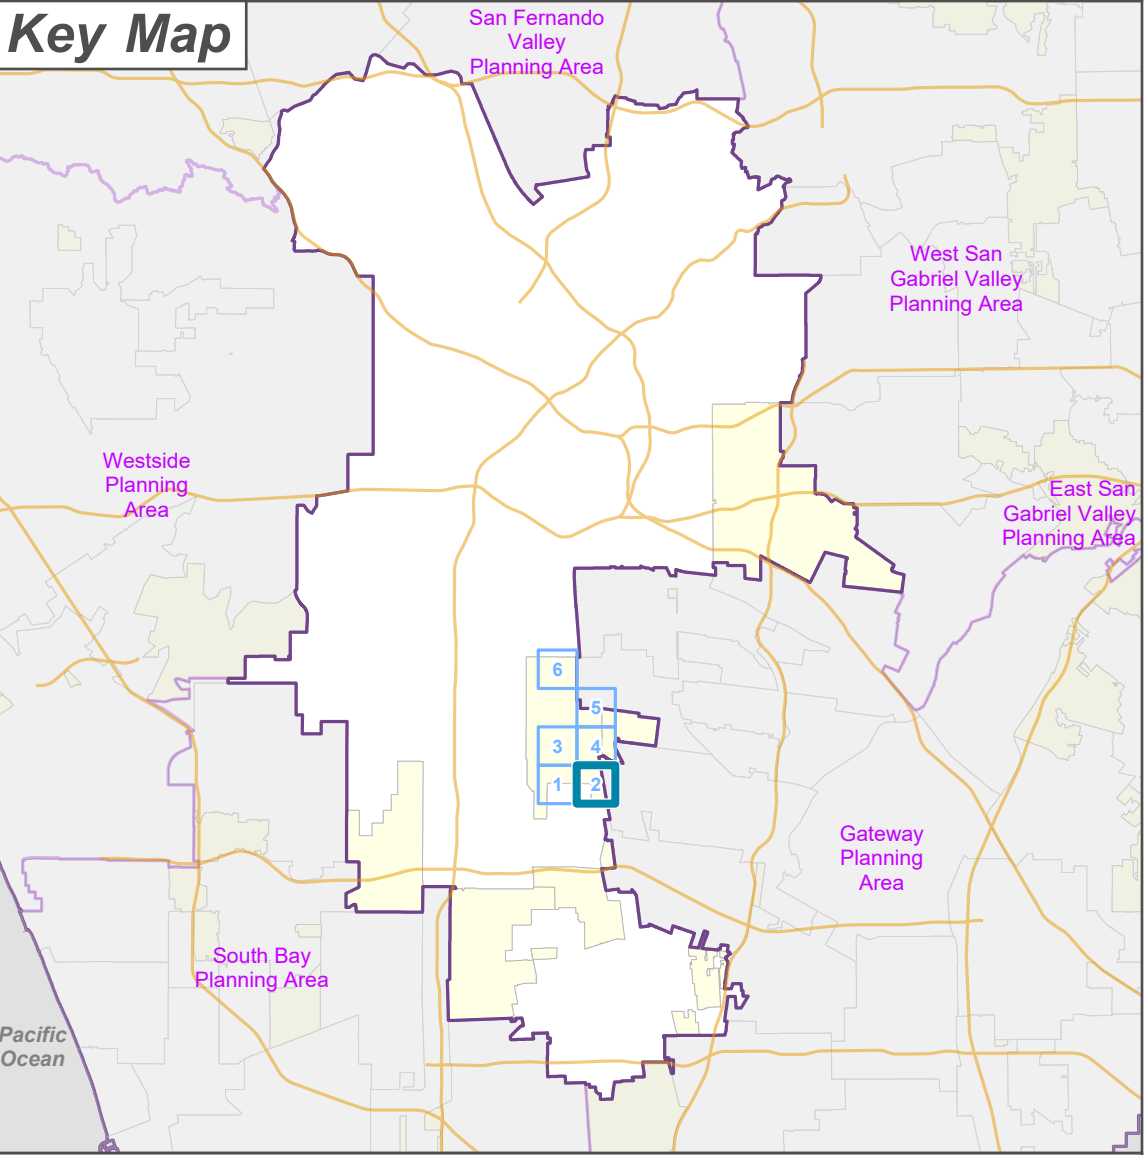 Key Map
San Fernando
Valley
Planning Area
West San
Gabriel Valley
Planning Area
Westside
Planning
Area
East San
Gabriel Valley
Planning Area
6
5
3
4
1
2
Gateway
Planning
Area
South Bay
Planning Area
Pacific
Ocean